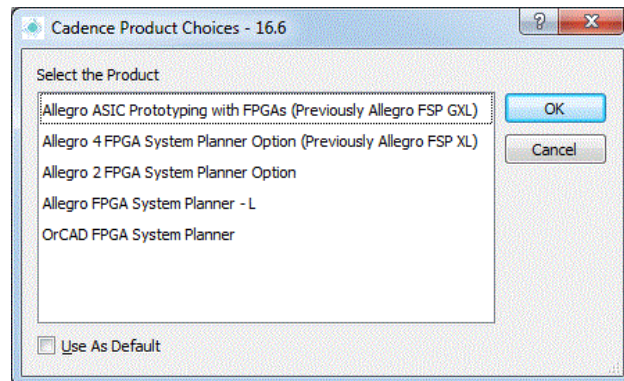 Cadence Product Choices - 16.6
Select the Product
Allegro ASIC Prototyping with FPGAs (Previously Allegro FSP GXL)
Allegro 4 FPGA System Planner Option (Previously Allegro FSP XL)
Allegro 2 FPGA System Planner Option
Allegro FPGA System Planner - L
OrCAD FPGA System Planner
OK
Cancel
Use As Default